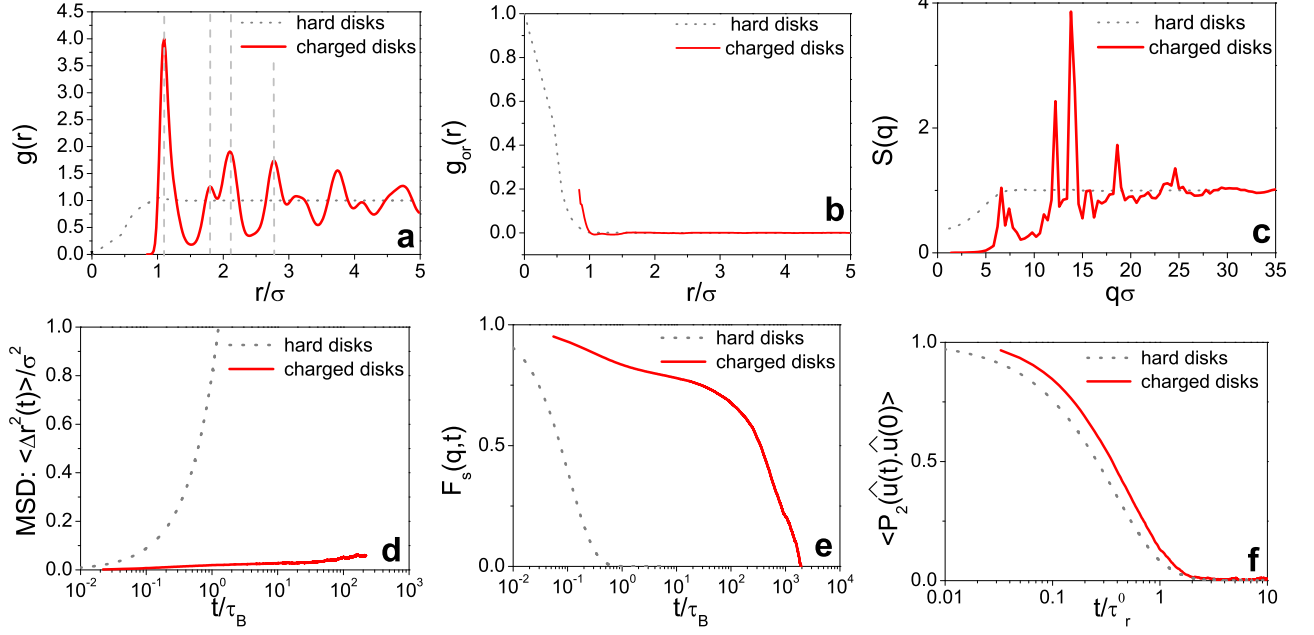 4.5
4.0
3.5
3.0
2.5
2.0
1.5
1.0
0.5
0.0
g(r)
hard disks
charged disks
a
0 1 2 3 4 5
r/σ
1.0
0.8
0.6
0.4
0.2
0.0
g_or(r)
hard disks
charged disks
b
0 1 2 3 4 5
r/σ
4
2
0
S(q)
hard disks
charged disks
c
0 5 10 15 20 25 30 35
qσ
1.0
0.8
0.6
0.4
0.2
0.0
MSD: <Δr²(t)>/σ²
hard disks
charged disks
d
10⁻² 10⁻¹ 10⁰ 10¹ 10² 10³
t/τ_B
1.0
0.5
0.0
F_s(q,t)
hard disks
charged disks
e
10⁻² 10⁻¹ 10⁰ 10¹ 10² 10³ 10⁴
t/τ_B
1.0
0.5
0.0
<P₂(û(t).û(0)>
hard disks
charged disks
f
0.01 0.1 1 10
t/τ_r⁰